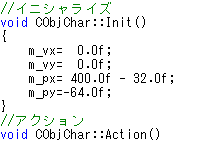 //イニシャライズ
void CObjChar::Init()
{
    m_vx=  0.0f;
    m_vy=  0.0f;
    m_px= 400.0f - 32.0f;
    m_py=-64.0f;
}
//アクション
void CObjChar::Action()